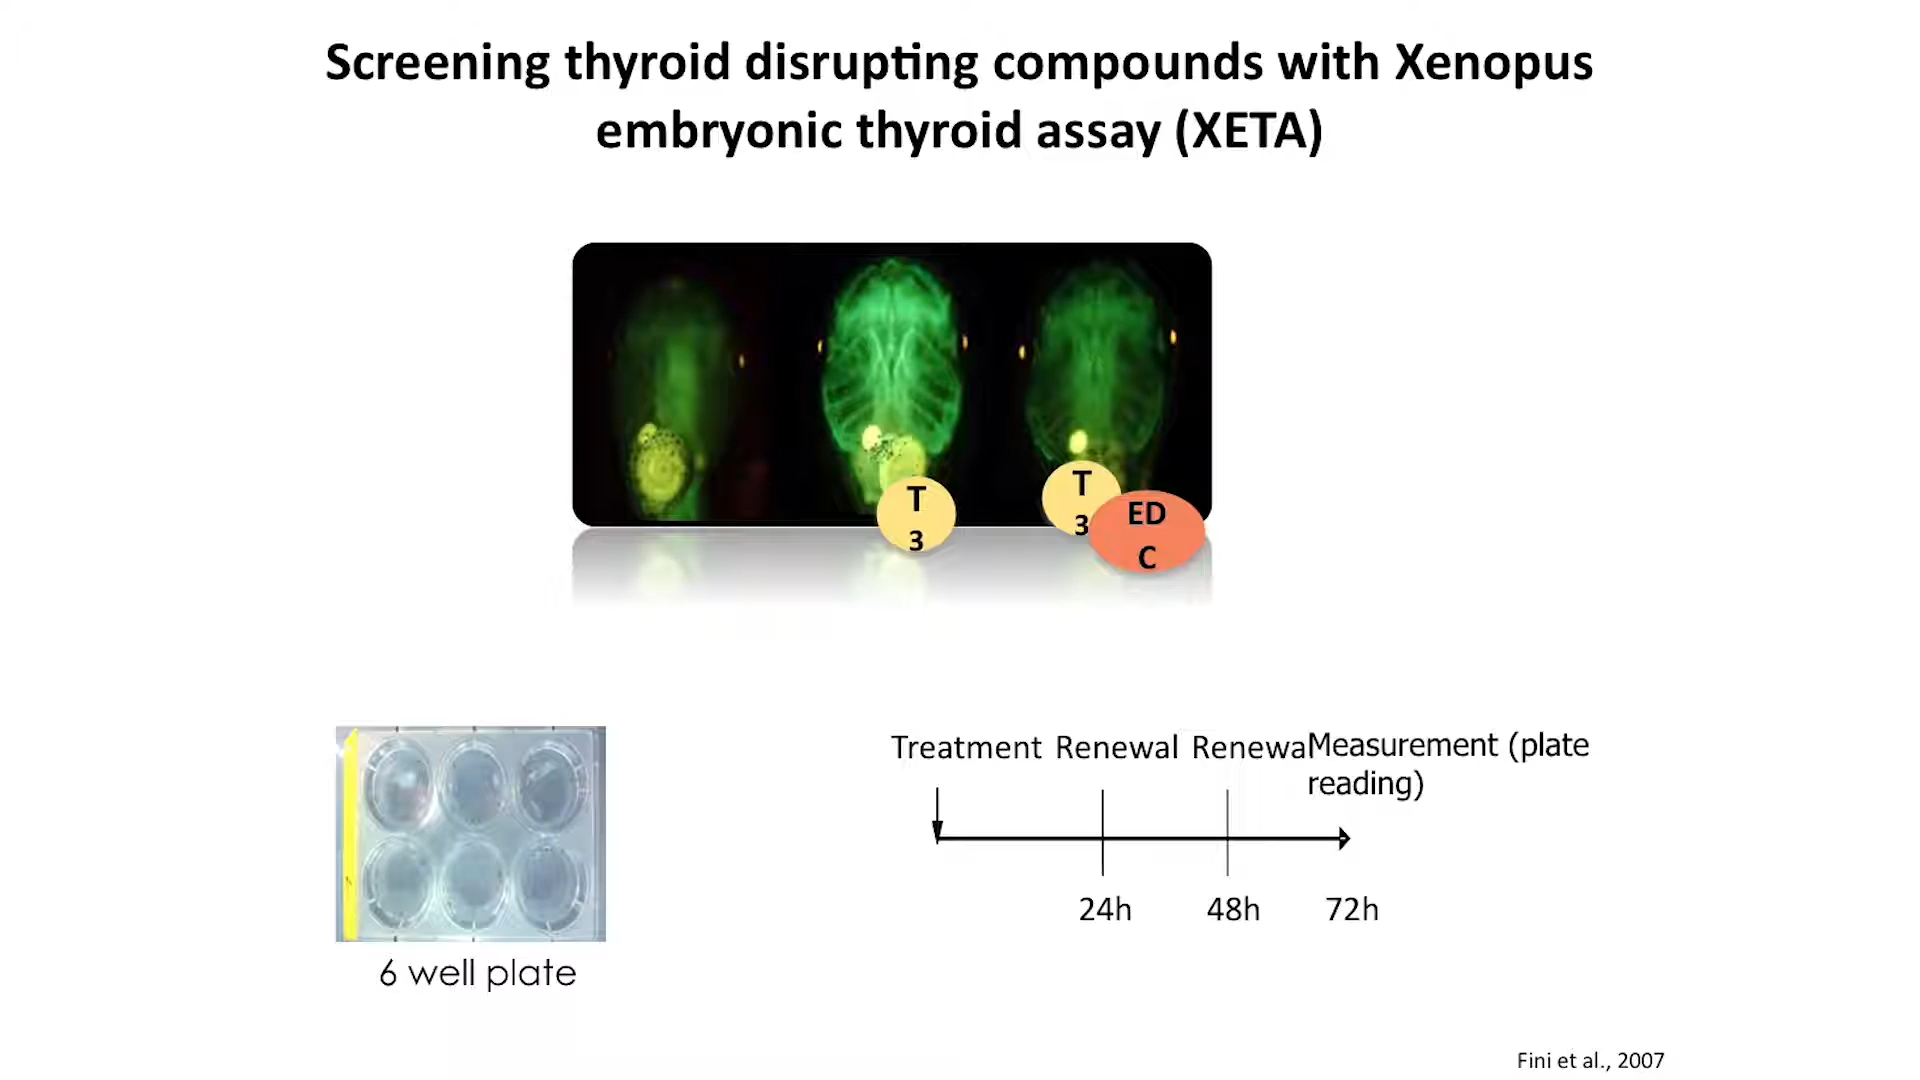 Screening thyroid disrupting compounds with Xenopus
embryonic thyroid assay (XETA)
T
3
T
3
ED
C
Treatment Renewal Renewa
Measurement (plate
reading)
24h 48h 72h
6 well plate
Fini et al., 2007